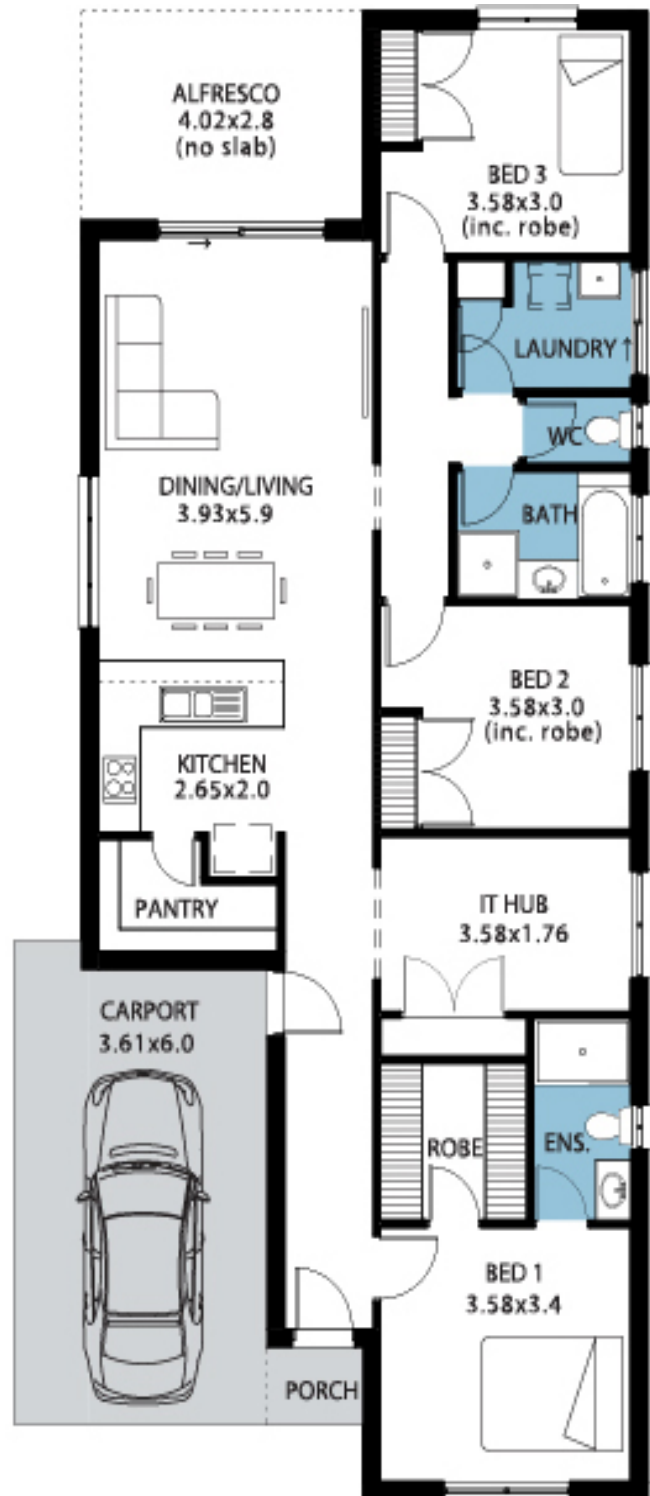 ALFRESCO
4.02x2.8
(no slab)
BED 3
3.58x3.0
(inc. robe)
LAUNDRY ↑
WC
DINING/LIVING
3.93x5.9
BATH
BED 2
3.58x3.0
(inc. robe)
KITCHEN
2.65x2.0
PANTRY
IT HUB
3.58x1.76
CARPORT
3.61x6.0
ROBE
ENS.
BED 1
3.58x3.4
PORCH